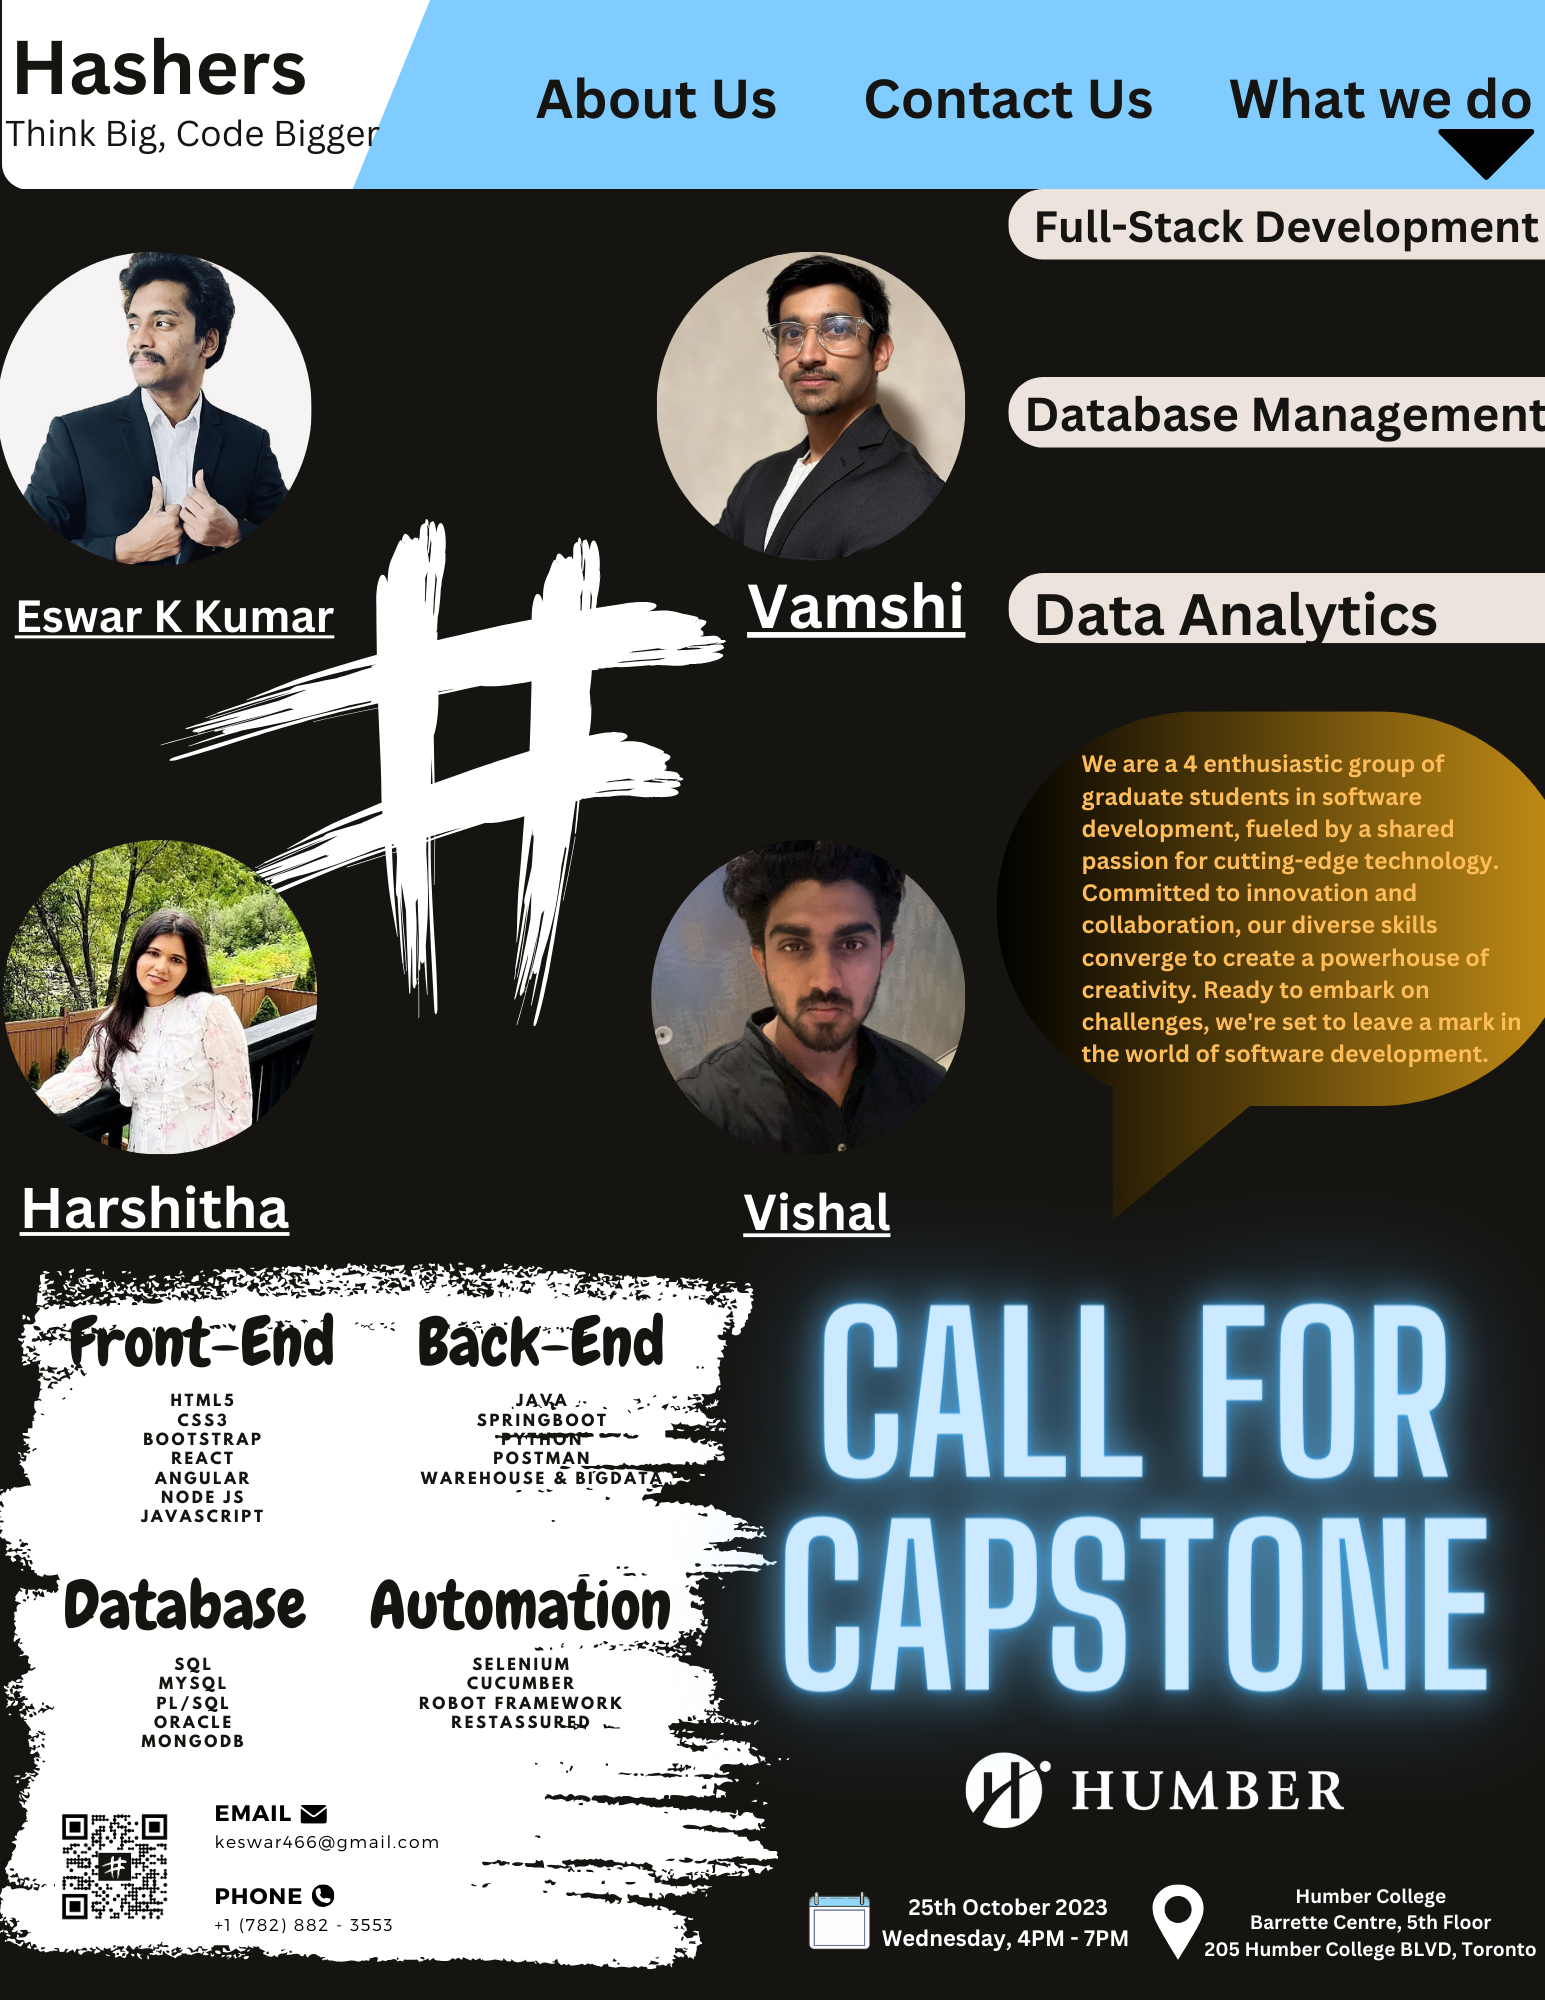 Hashers
Think Big, Code Bigger
About Us
Contact Us
What we do
Full-Stack Development
Database Management
Data Analytics
Eswar K Kumar
Vamshi
We are a 4 enthusiastic group of
graduate students in software
development, fueled by a shared
passion for cutting-edge technology.
Committed to innovation and
collaboration, our diverse skills
converge to create a powerhouse of
creativity. Ready to embark on
challenges, we're set to leave a mark in
the world of software development.
Harshitha
Vishal
Front-End
HTML5
CSS3
BOOTSTRAP
REACT
ANGULAR
NODE JS
JAVASCRIPT
Back-End
JAVA
SPRINGBOOT
PYTHON
POSTMAN
WAREHOUSE & BIGDATA
Database
SQL
MYSQL
PL/SQL
ORACLE
MONGODB
Automation
SELENIUM
CUCUMBER
ROBOT FRAMEWORK
RESTASSURED
EMAIL
keswar466@gmail.com
PHONE
+1 (782) 882 - 3553
CALL FOR
CAPSTONE
HUMBER
25th October 2023
Wednesday, 4PM - 7PM
Humber College
Barrette Centre, 5th Floor
205 Humber College BLVD, Toronto